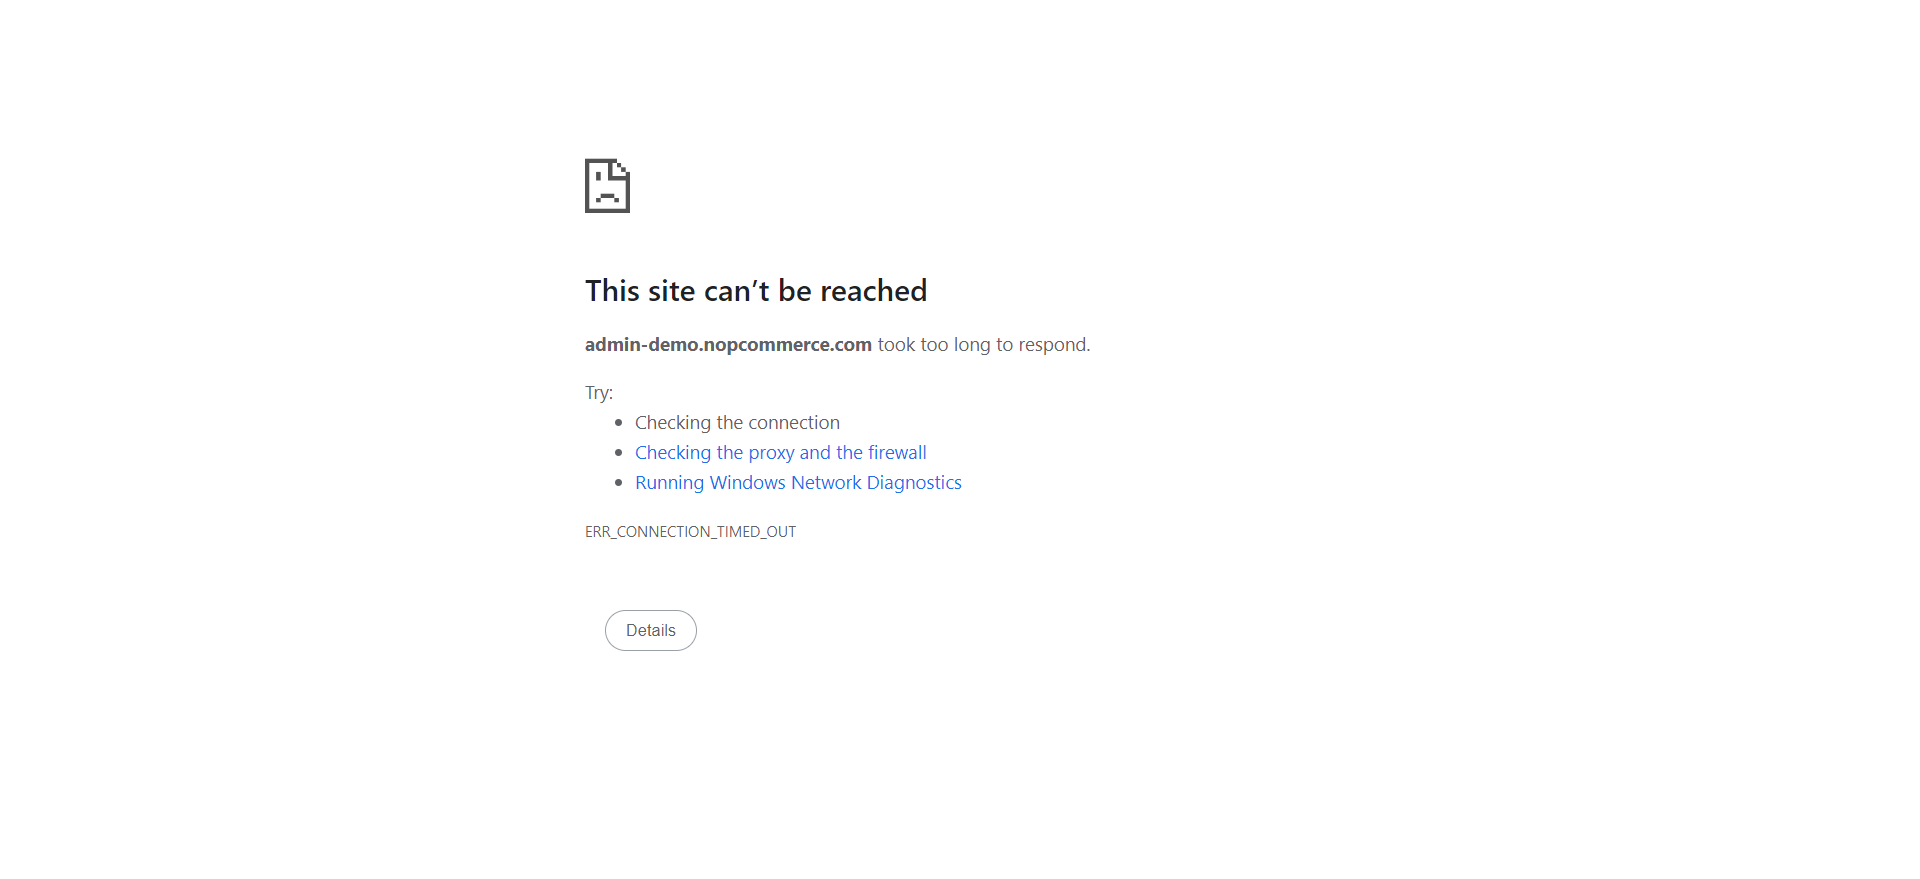 This site can’t be reached
admin-demo.nopcommerce.com took too long to respond.
Try:
Checking the connection
Checking the proxy and the firewall
Running Windows Network Diagnostics
ERR_CONNECTION_TIMED_OUT
Details